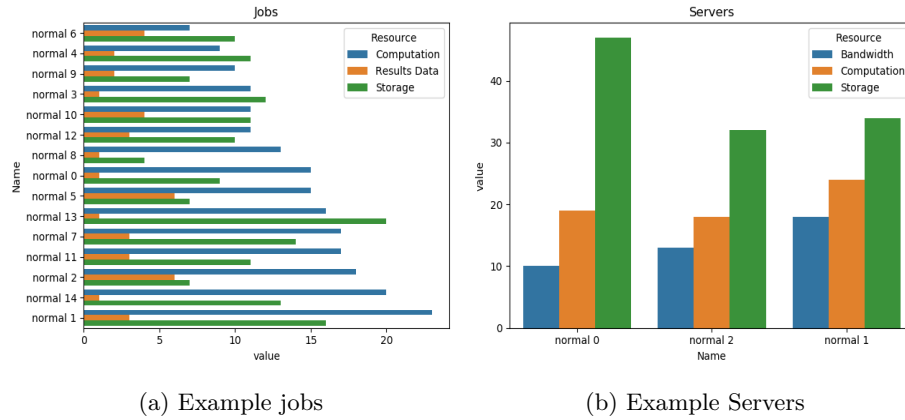 Jobs
Name
normal 6
normal 4
normal 9
normal 3
normal 10
normal 12
normal 8
normal 0
normal 5
normal 13
normal 7
normal 11
normal 2
normal 14
normal 1
Resource
Computation
Results Data
Storage
0 5 10 15 20
value
(a) Example jobs
Servers
value
40
30
20
10
0
Resource
Bandwidth
Computation
Storage
normal 0 normal 2 normal 1
Name
(b) Example Servers